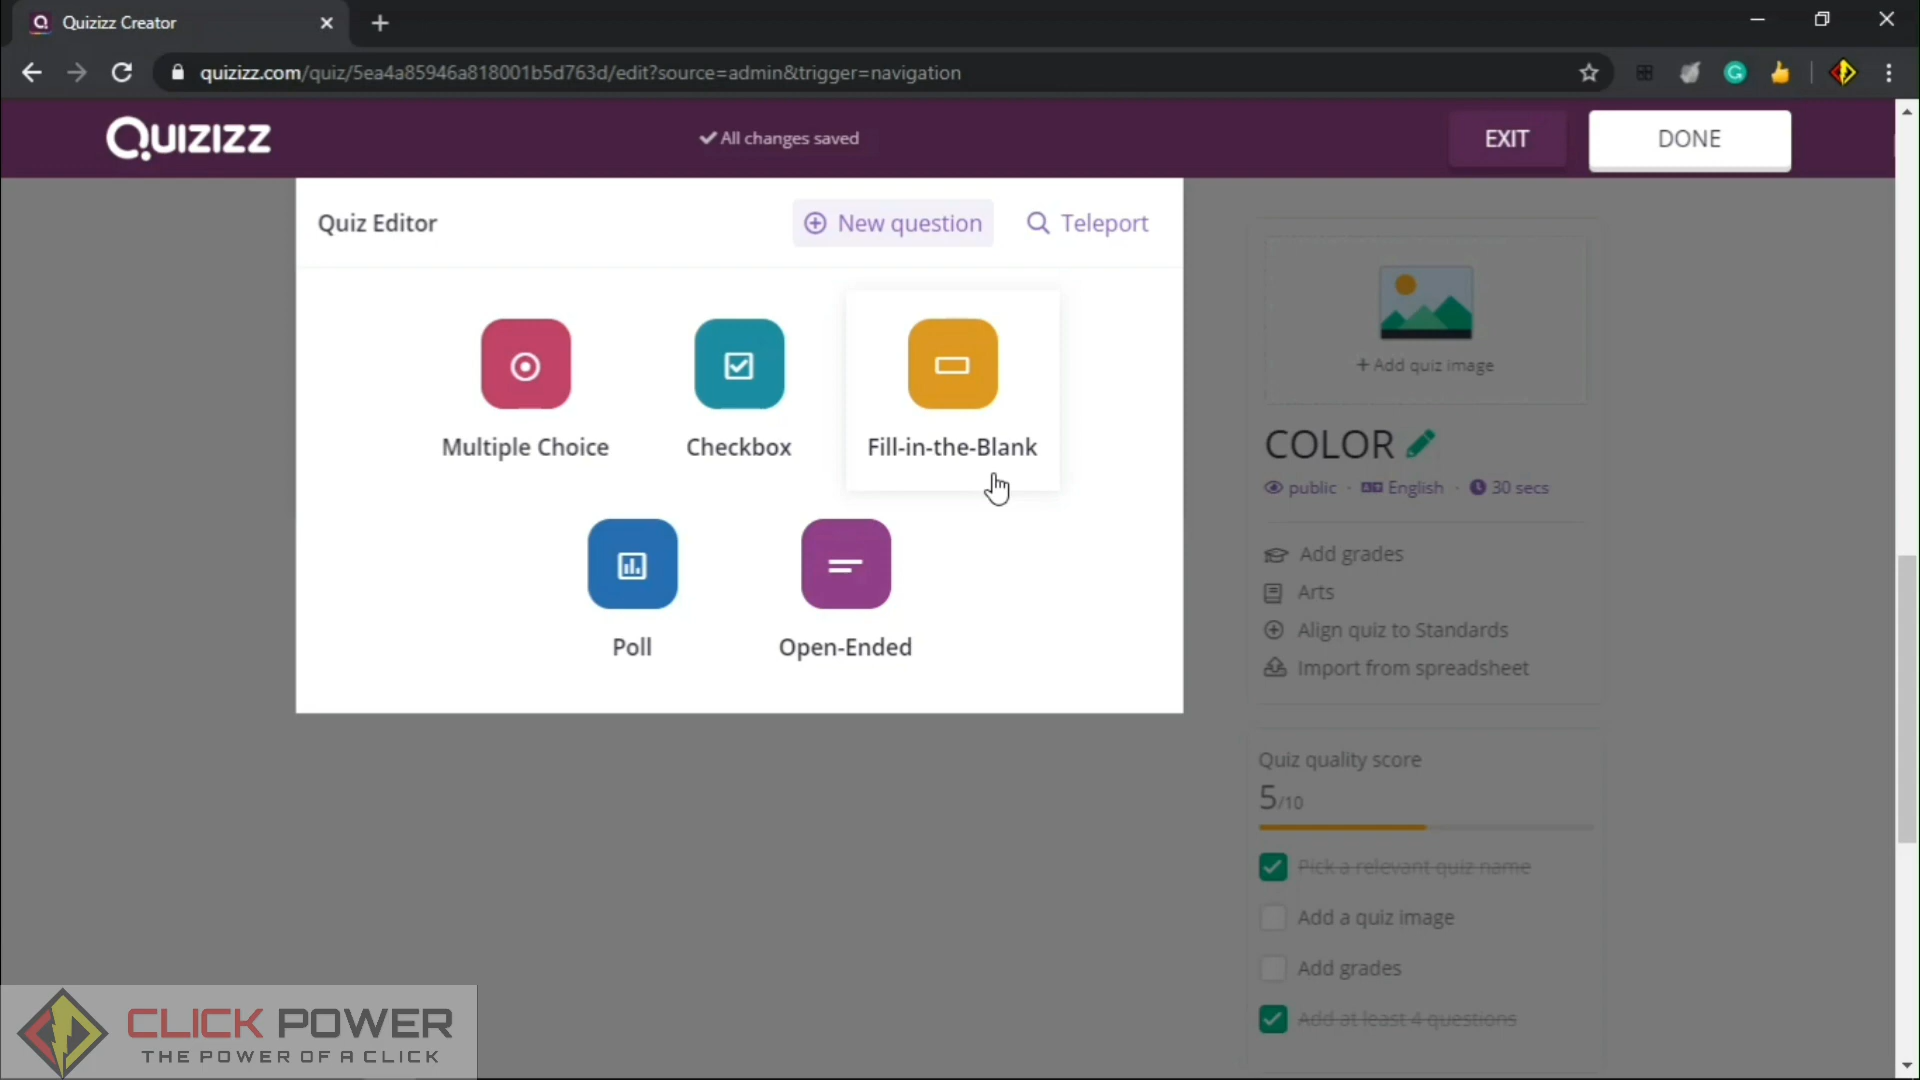 Quizizz Creator
quizizz.com/quiz/5ea4a85946a818001b5d763d/edit?source=admin&trigger=navigation
QUIZIZZ
All changes saved
EXIT
DONE
Quiz Editor
New question
Teleport
Multiple Choice
Checkbox
Fill-in-the-Blank
Poll
Open-Ended
+ Add quiz image
COLOR
public · English · 30 secs
Add grades
Arts
Align quiz to Standards
Import from spreadsheet
Quiz quality score
5/10
Pick a relevant quiz name
Add a quiz image
Add grades
Add at least 4 questions
CLICK POWER
THE POWER OF A CLICK